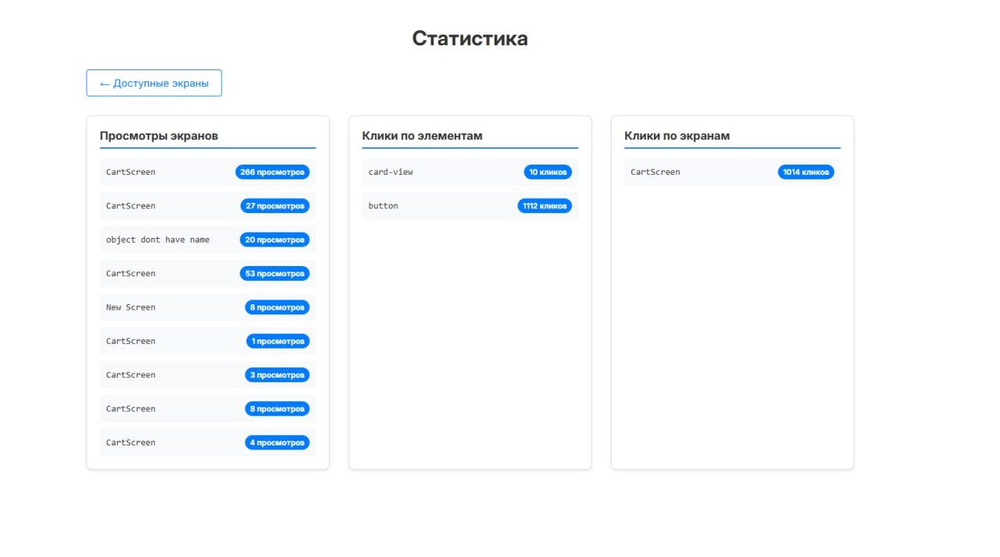 Статистика
← Доступные экраны
Просмотры экранов
CartScreen 266 просмотров
CartScreen 27 просмотров
object dont have name 20 просмотров
CartScreen 53 просмотров
New Screen 8 просмотров
CartScreen 1 просмотров
CartScreen 3 просмотров
CartScreen 8 просмотров
CartScreen 4 просмотров
Клики по элементам
card-view 10 кликов
button 1112 кликов
Клики по экранам
CartScreen 1014 кликов